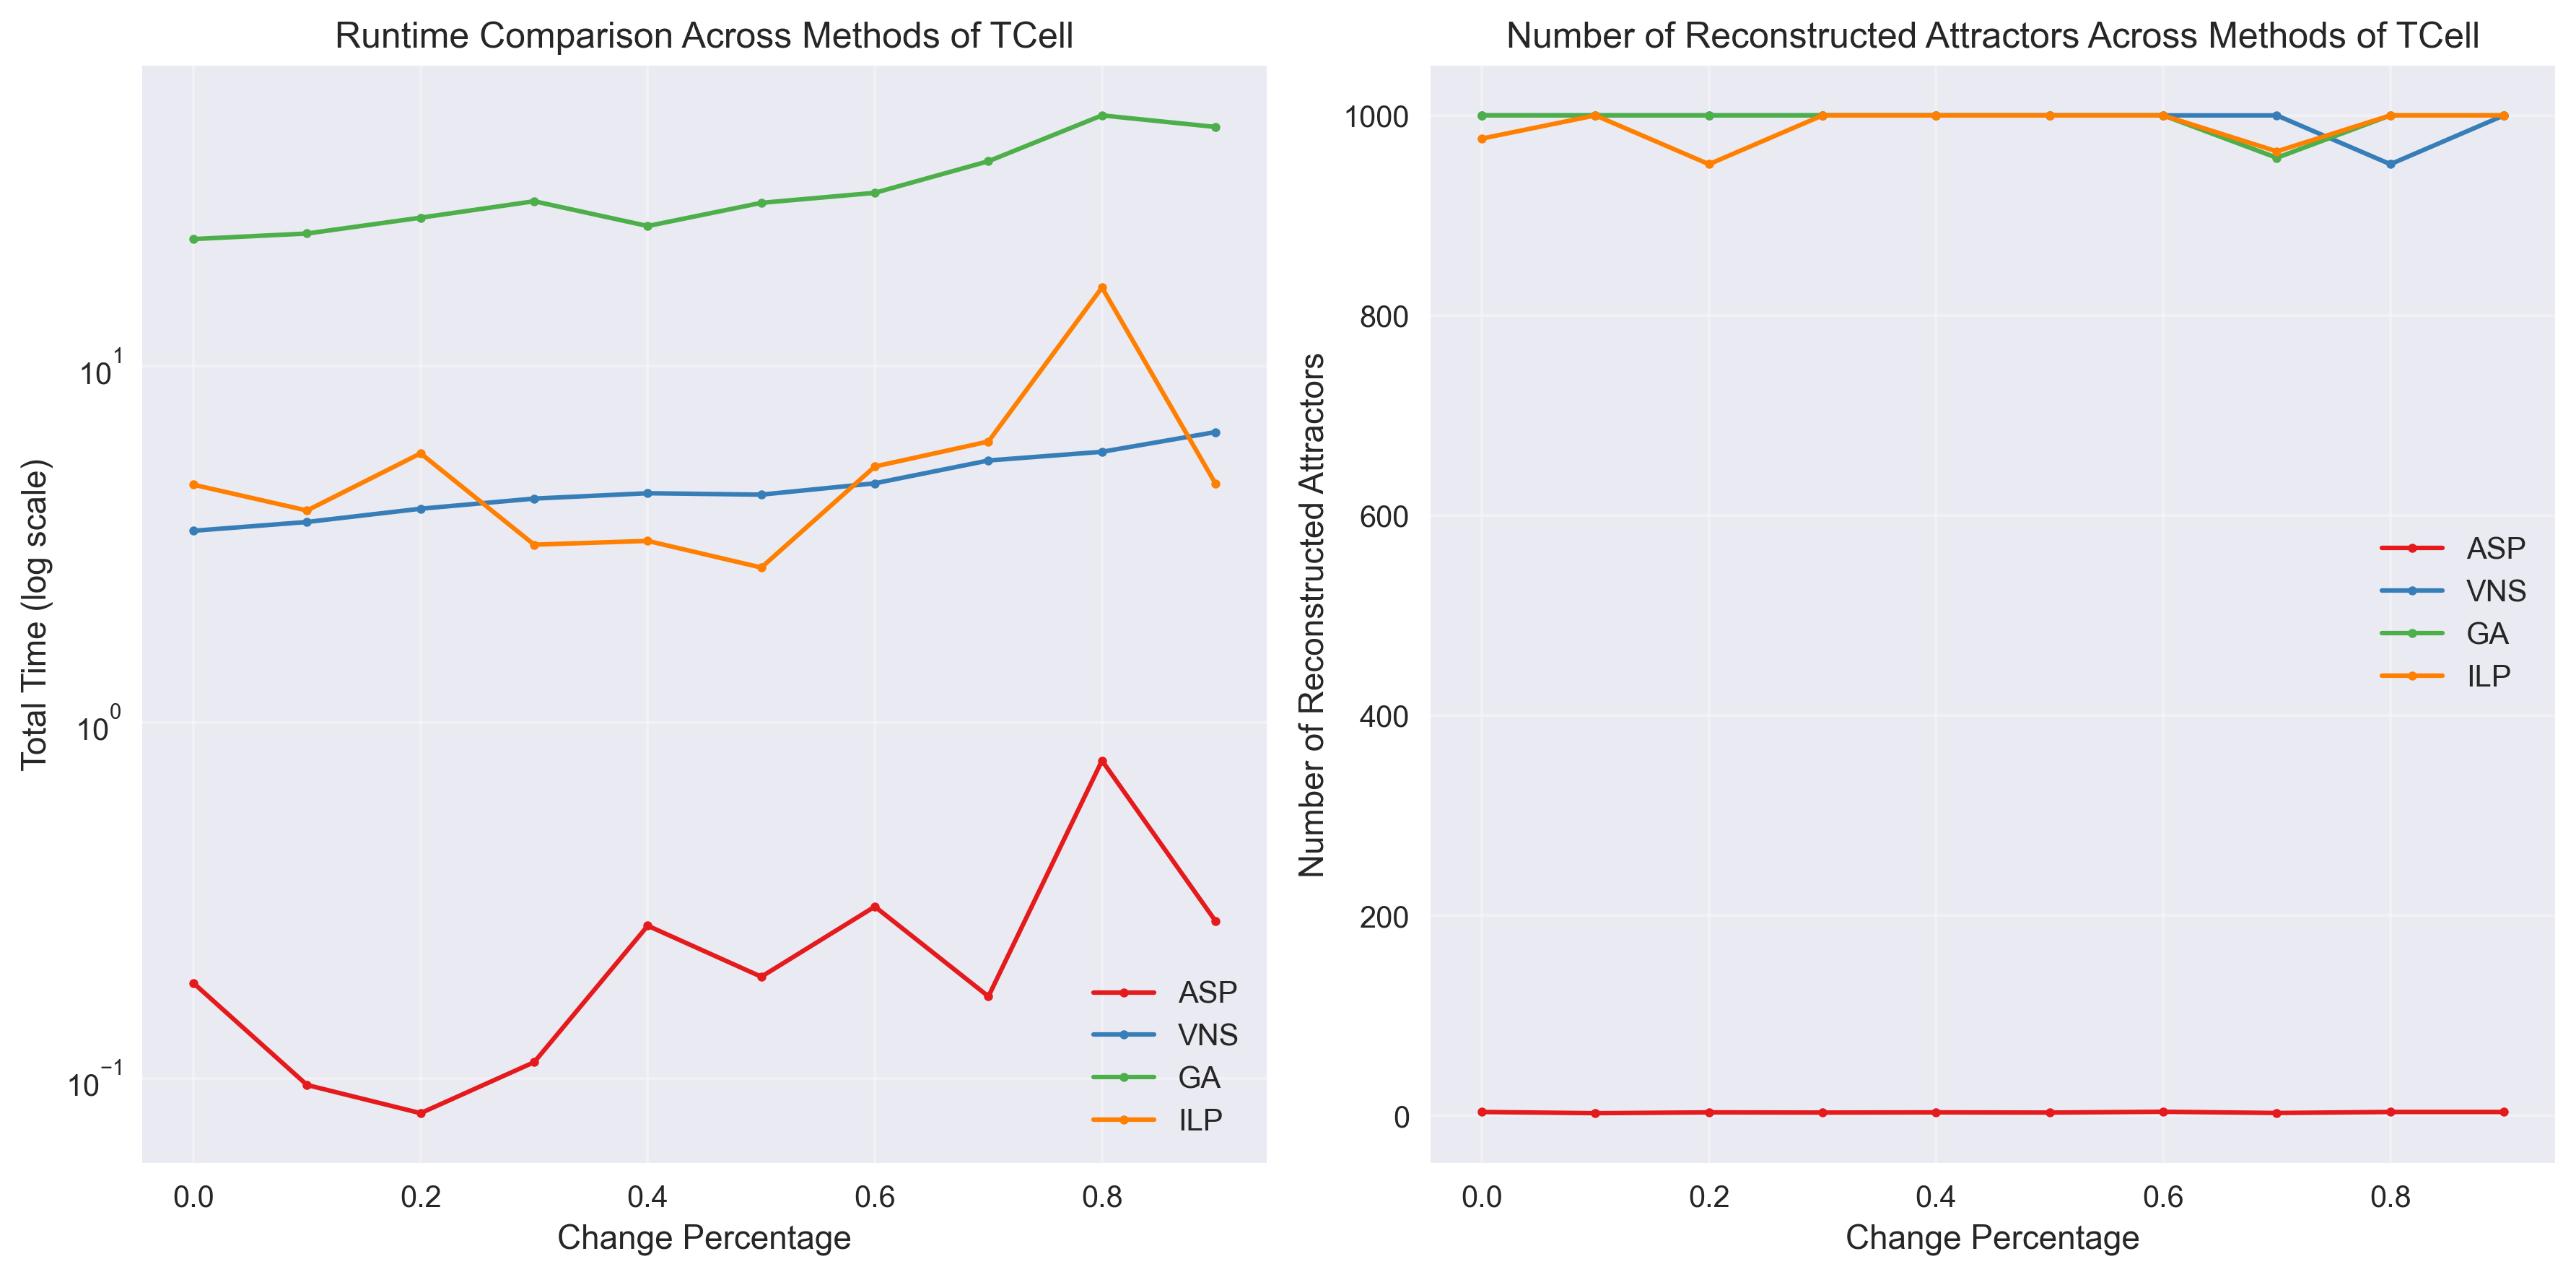 Runtime Comparison Across Methods of TCell
Total Time (log scale)
10^1
10^0
10^−1
0.0 0.2 0.4 0.6 0.8
Change Percentage
ASP
VNS
GA
ILP
Number of Reconstructed Attractors Across Methods of TCell
Number of Reconstructed Attractors
1000
800
600
400
200
0
0.0 0.2 0.4 0.6 0.8
Change Percentage
ASP
VNS
GA
ILP